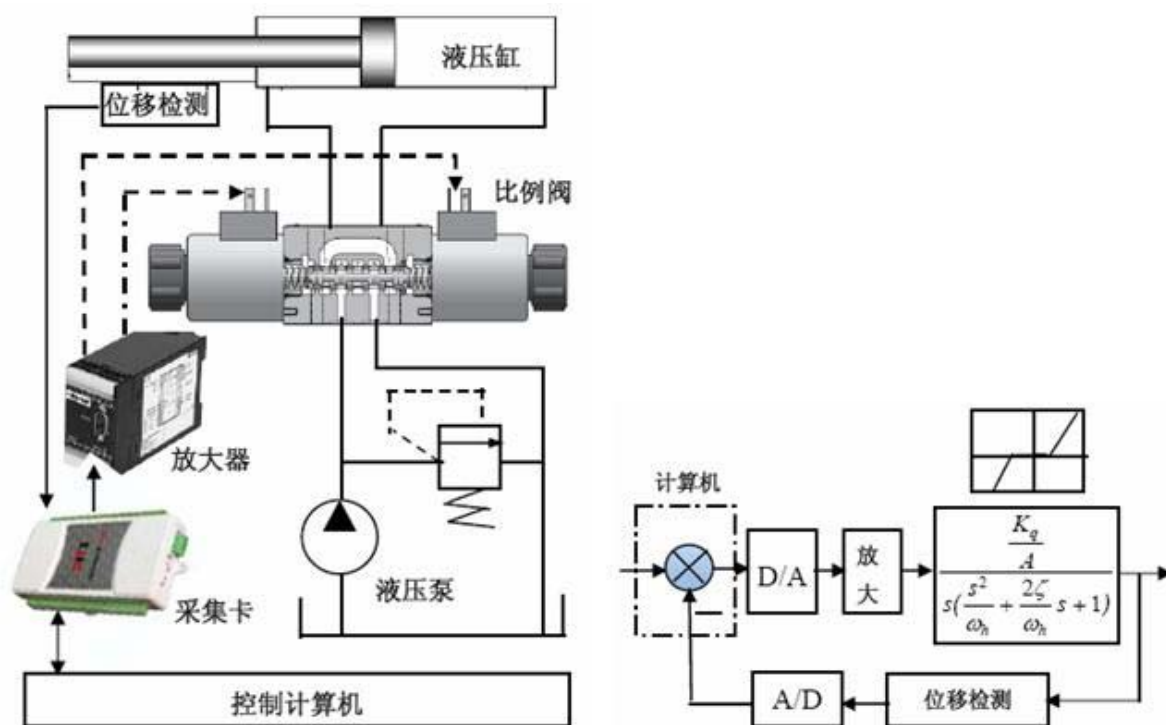 液压缸
位移检测
比例阀
放大器
液压泵
采集卡
控制计算机
计算机
D/A
放
大
K_q
A
s(s²/ω_h + 2ζ/ω_h s + 1)
A/D
位移检测